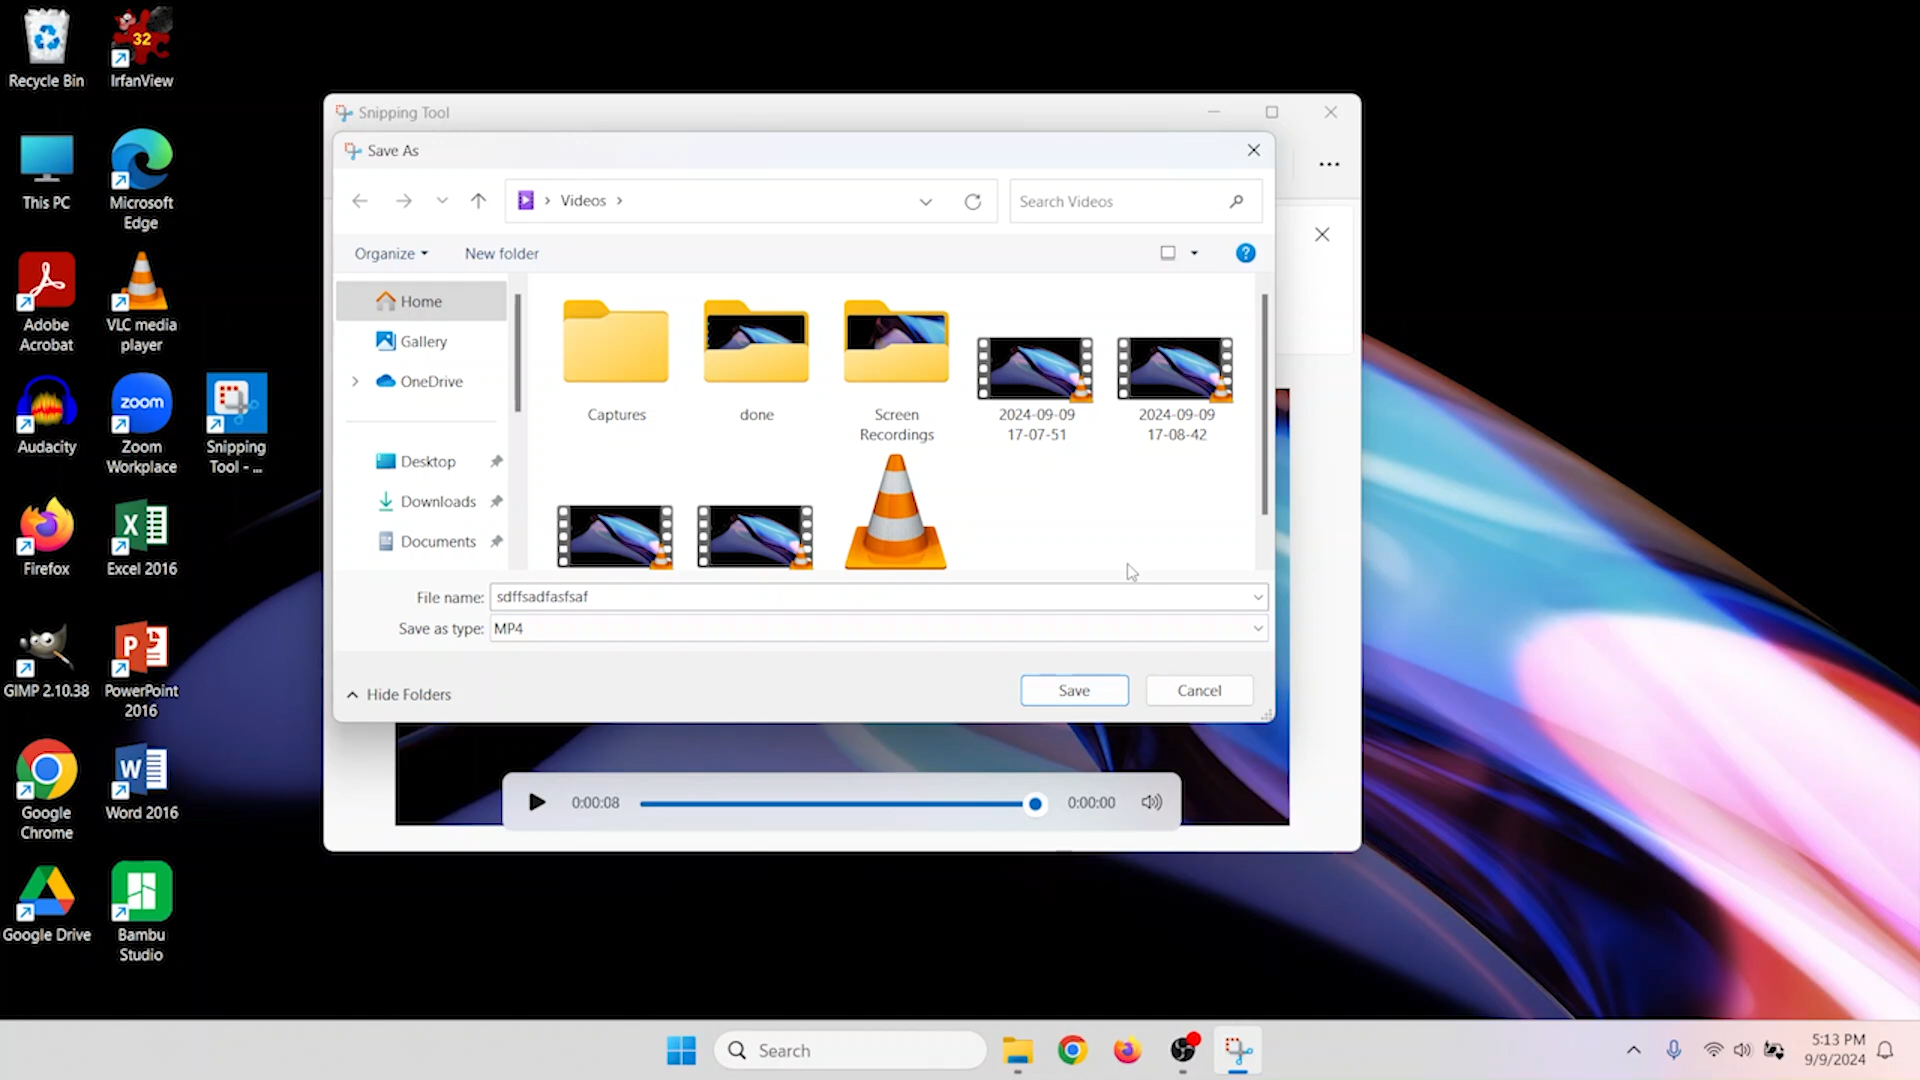 Recycle Bin
32
IrfanView
This PC
Microsoft
Edge
Adobe
Acrobat
VLC media
player
Audacity
zoom
Zoom
Workplace
Snipping
Tool - ...
Firefox
Excel 2016
GIMP 2.10.38
PowerPoint
2016
Google
Chrome
Word 2016
Google Drive
Bambu
Studio
Snipping Tool
Save As
Videos
Search Videos
Organize
New folder
?
Home
Gallery
OneDrive
Desktop
Downloads
Documents
Captures
done
Screen
Recordings
2024-09-09
17-07-51
2024-09-09
17-08-42
File name: sdffsadfasfsaf
Save as type: MP4
Hide Folders
Save
Cancel
0:00:08
0:00:00
Search
5:13 PM
9/9/2024